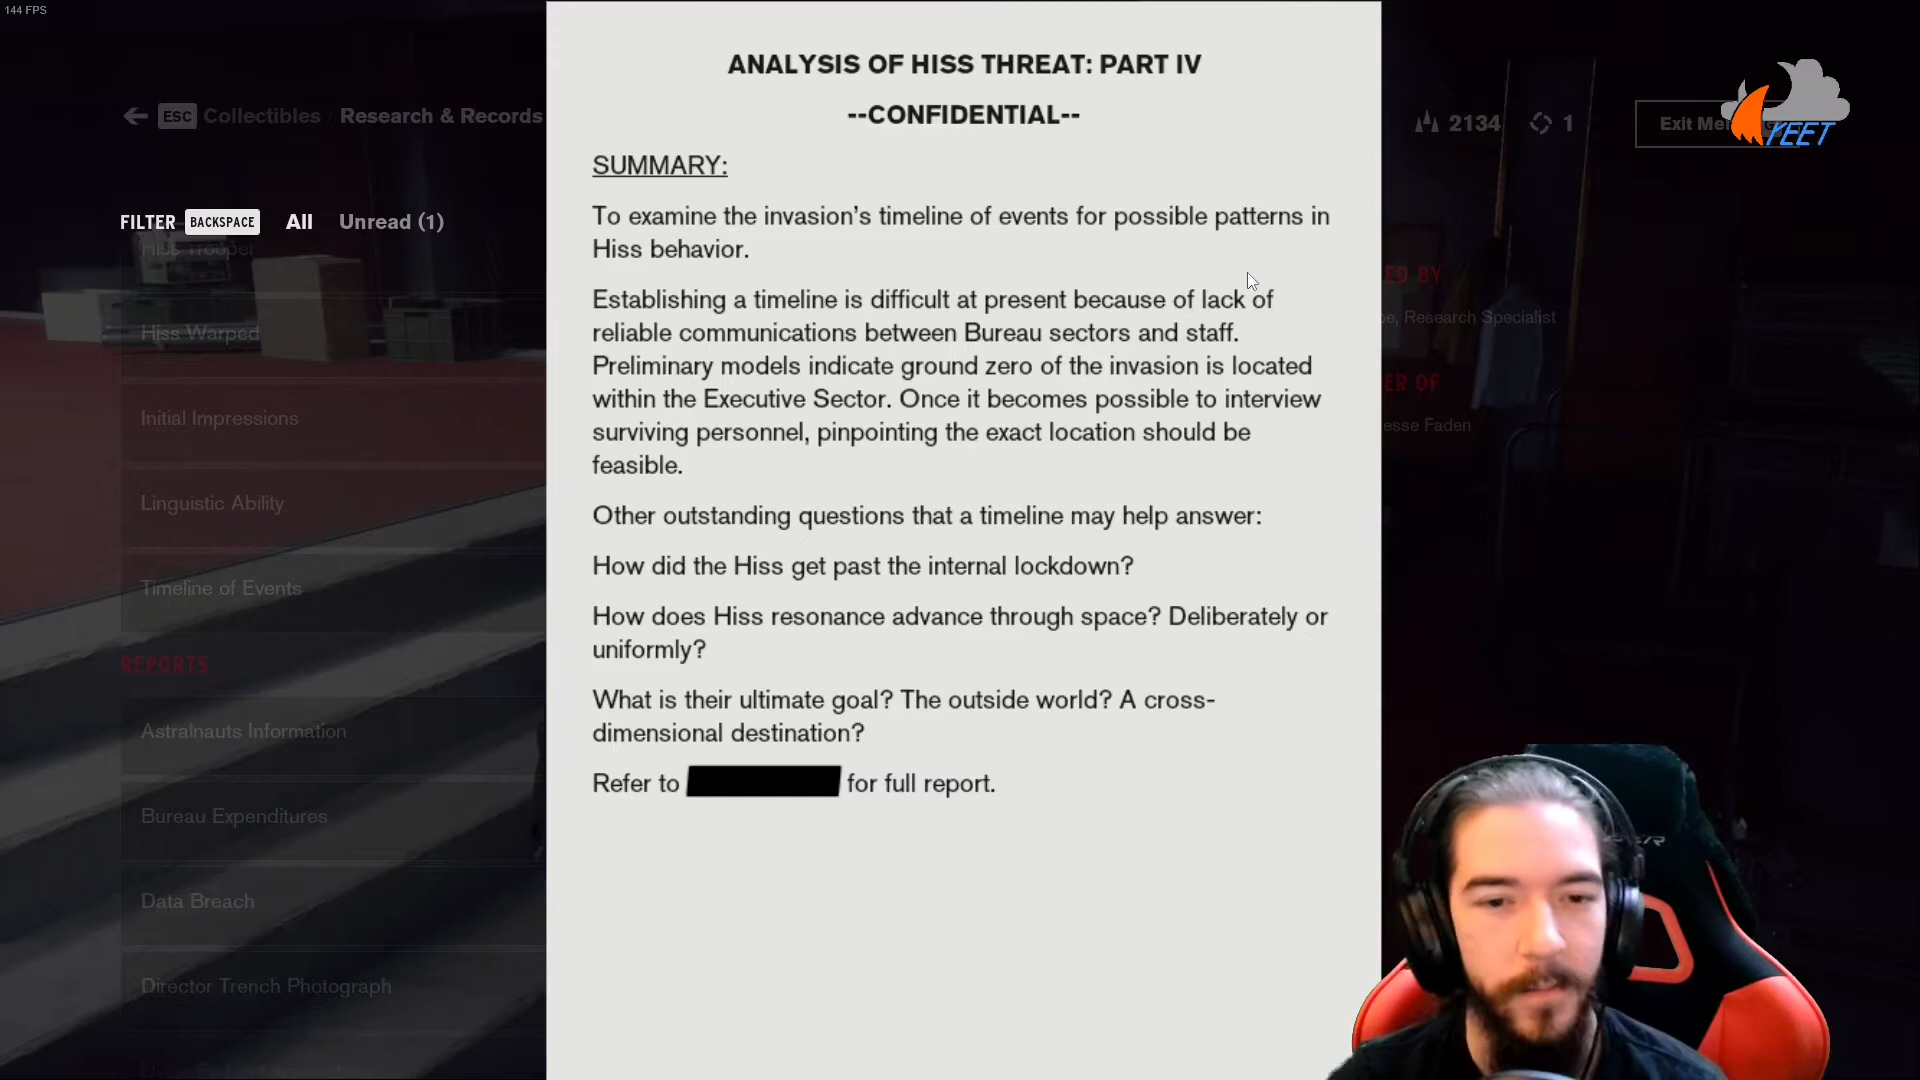 144 FPS
ANALYSIS OF HISS THREAT: PART IV
--CONFIDENTIAL--
ESC Collectibles / Research & Records
2134
1
YEET
SUMMARY:
FILTER BACKSPACE All Unread (1)
To examine the invasion's timeline of events for possible patterns in
Hiss behavior.
Establishing a timeline is difficult at present because of lack of
reliable communications between Bureau sectors and staff.
Preliminary models indicate ground zero of the invasion is located
within the Executive Sector. Once it becomes possible to interview
surviving personnel, pinpointing the exact location should be
feasible.
Other outstanding questions that a timeline may help answer:
How did the Hiss get past the internal lockdown?
How does Hiss resonance advance through space? Deliberately or
uniformly?
What is their ultimate goal? The outside world? A cross-
dimensional destination?
Refer to for full report.
Hiss Trooper
Hiss Warped
Initial Impressions
Linguistic Ability
Timeline of Events
REPORTS
Astralnauts Information
Bureau Expenditures
Data Breach
Director Trench Photograph
Exit
BY
Research Specialist
OF
Faden